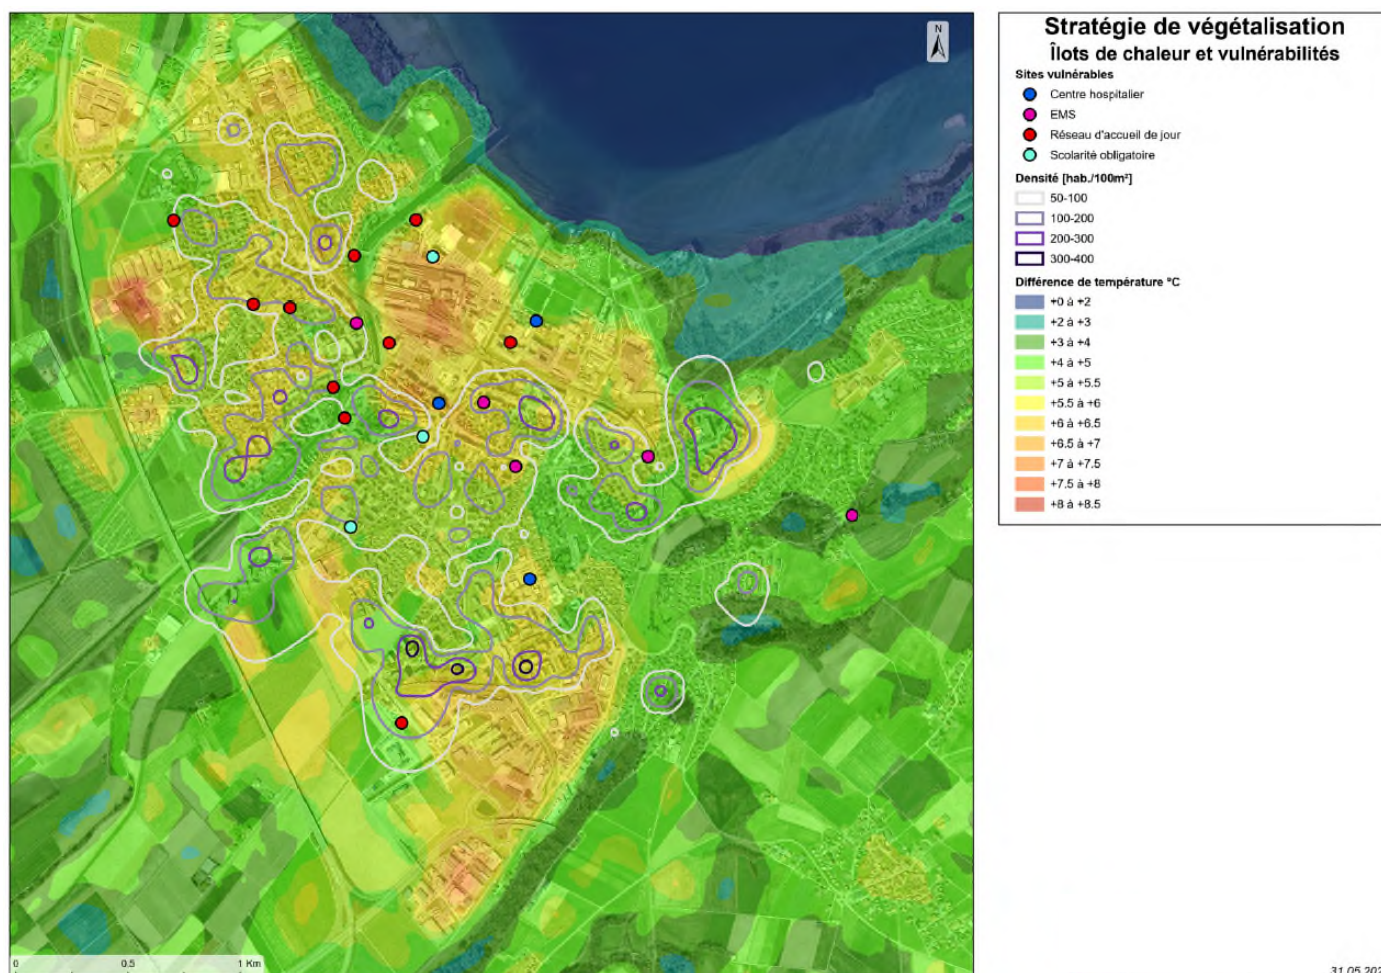 N
0 0.5 1 Km
Stratégie de végétalisation
Îlots de chaleur et vulnérabilités
Sites vulnérables
Centre hospitalier
EMS
Réseau d'accueil de jour
Scolarité obligatoire
Densité [hab./100m²]
50-100
100-200
200-300
300-400
Différence de température °C
+0 à +2
+2 à +3
+3 à +4
+4 à +5
+5 à +5.5
+5.5 à +6
+6 à +6.5
+6.5 à +7
+7 à +7.5
+7.5 à +8
+8 à +8.5
31.05.202